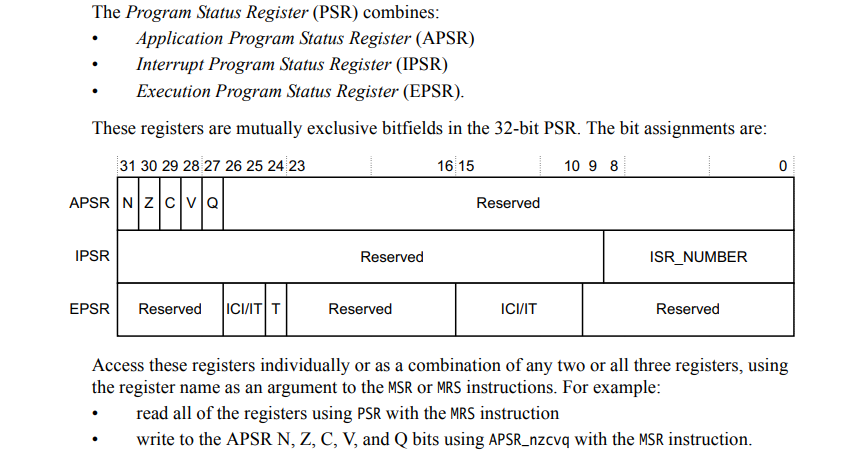 The Program Status Register (PSR) combines:
• Application Program Status Register (APSR)
• Interrupt Program Status Register (IPSR)
• Execution Program Status Register (EPSR).
These registers are mutually exclusive bitfields in the 32-bit PSR. The bit assignments are:
31 30 29 28 27 26 25 24 23 16 15 10 9 8 0
APSR N Z C V Q Reserved
IPSR Reserved ISR_NUMBER
EPSR Reserved ICI/IT T Reserved ICI/IT Reserved
Access these registers individually or as a combination of any two or all three registers, using
the register name as an argument to the MSR or MRS instructions. For example:
• read all of the registers using PSR with the MRS instruction
• write to the APSR N, Z, C, V, and Q bits using APSR_nzcvq with the MSR instruction.